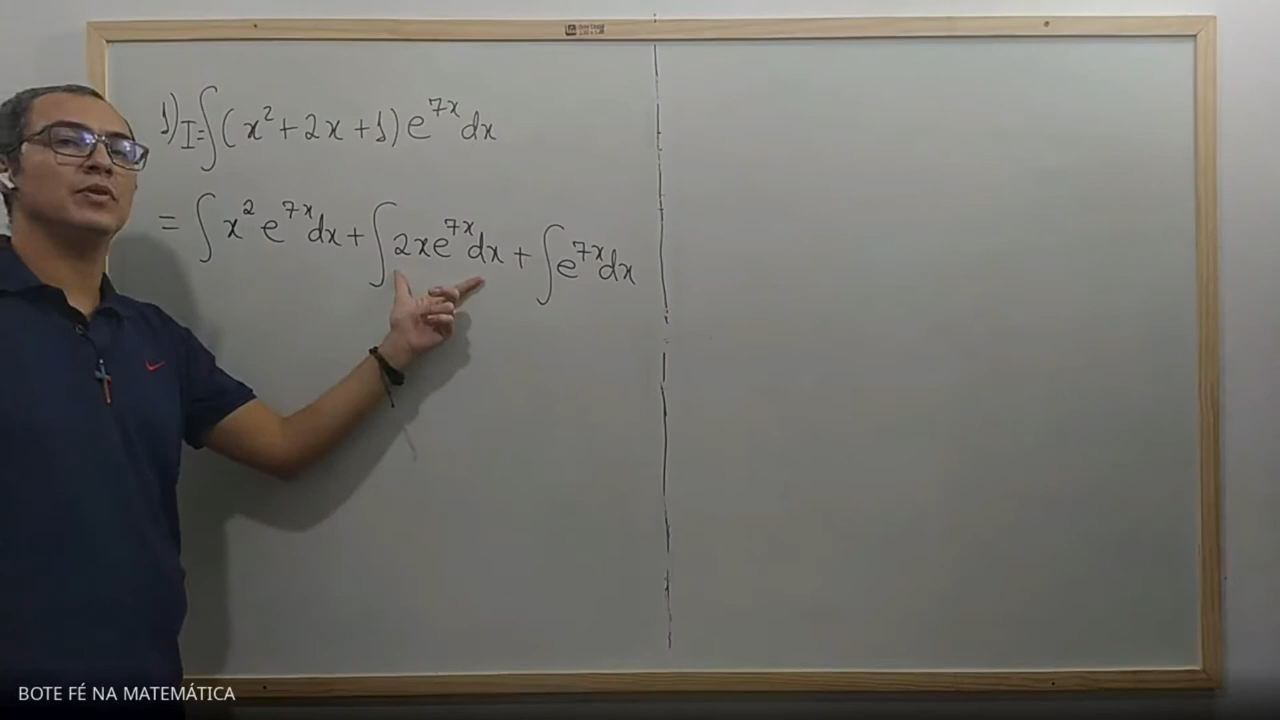 1) I = ∫ (x² + 2x + 1) e^{7x} dx
= ∫ x² e^{7x} dx + ∫ 2x e^{7x} dx + ∫ e^{7x} dx
BOTE FÉ NA MATEMÁTICA